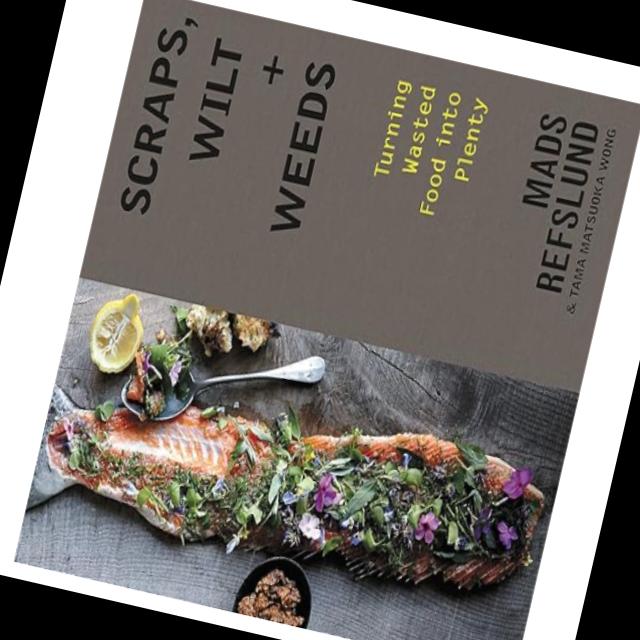 SCRAPS,
WILT
+
WEEDS
Turning
Wasted
Food into
Plenty
MADS
REFSLUND
& TAMA MATSUOKA WONG